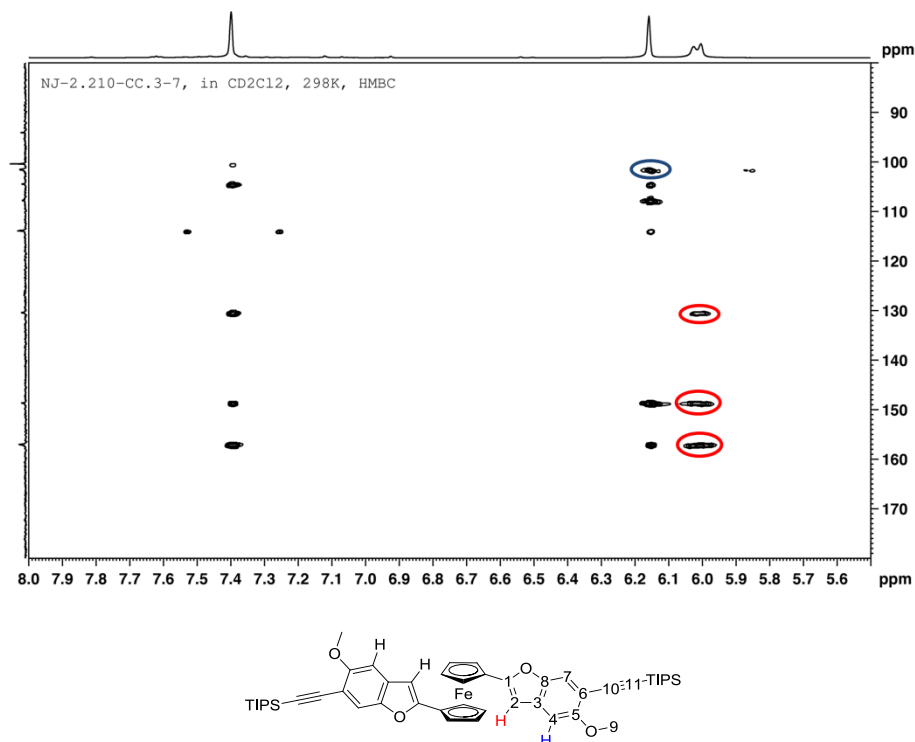 ppm
NJ-2.210-CC.3-7, in CD2Cl2, 298K, HMBC
90
100
110
120
130
140
150
160
170
8.0 7.9 7.8 7.7 7.6 7.5 7.4 7.3 7.2 7.1 7.0 6.9 6.8 6.7 6.6 6.5 6.4 6.3 6.2 6.1 6.0 5.9 5.8 5.7 5.6 ppm
O H H
TIPS O Fe 1 O 8 7 6 10 11 TIPS
2 3 4 5 O 9
H H